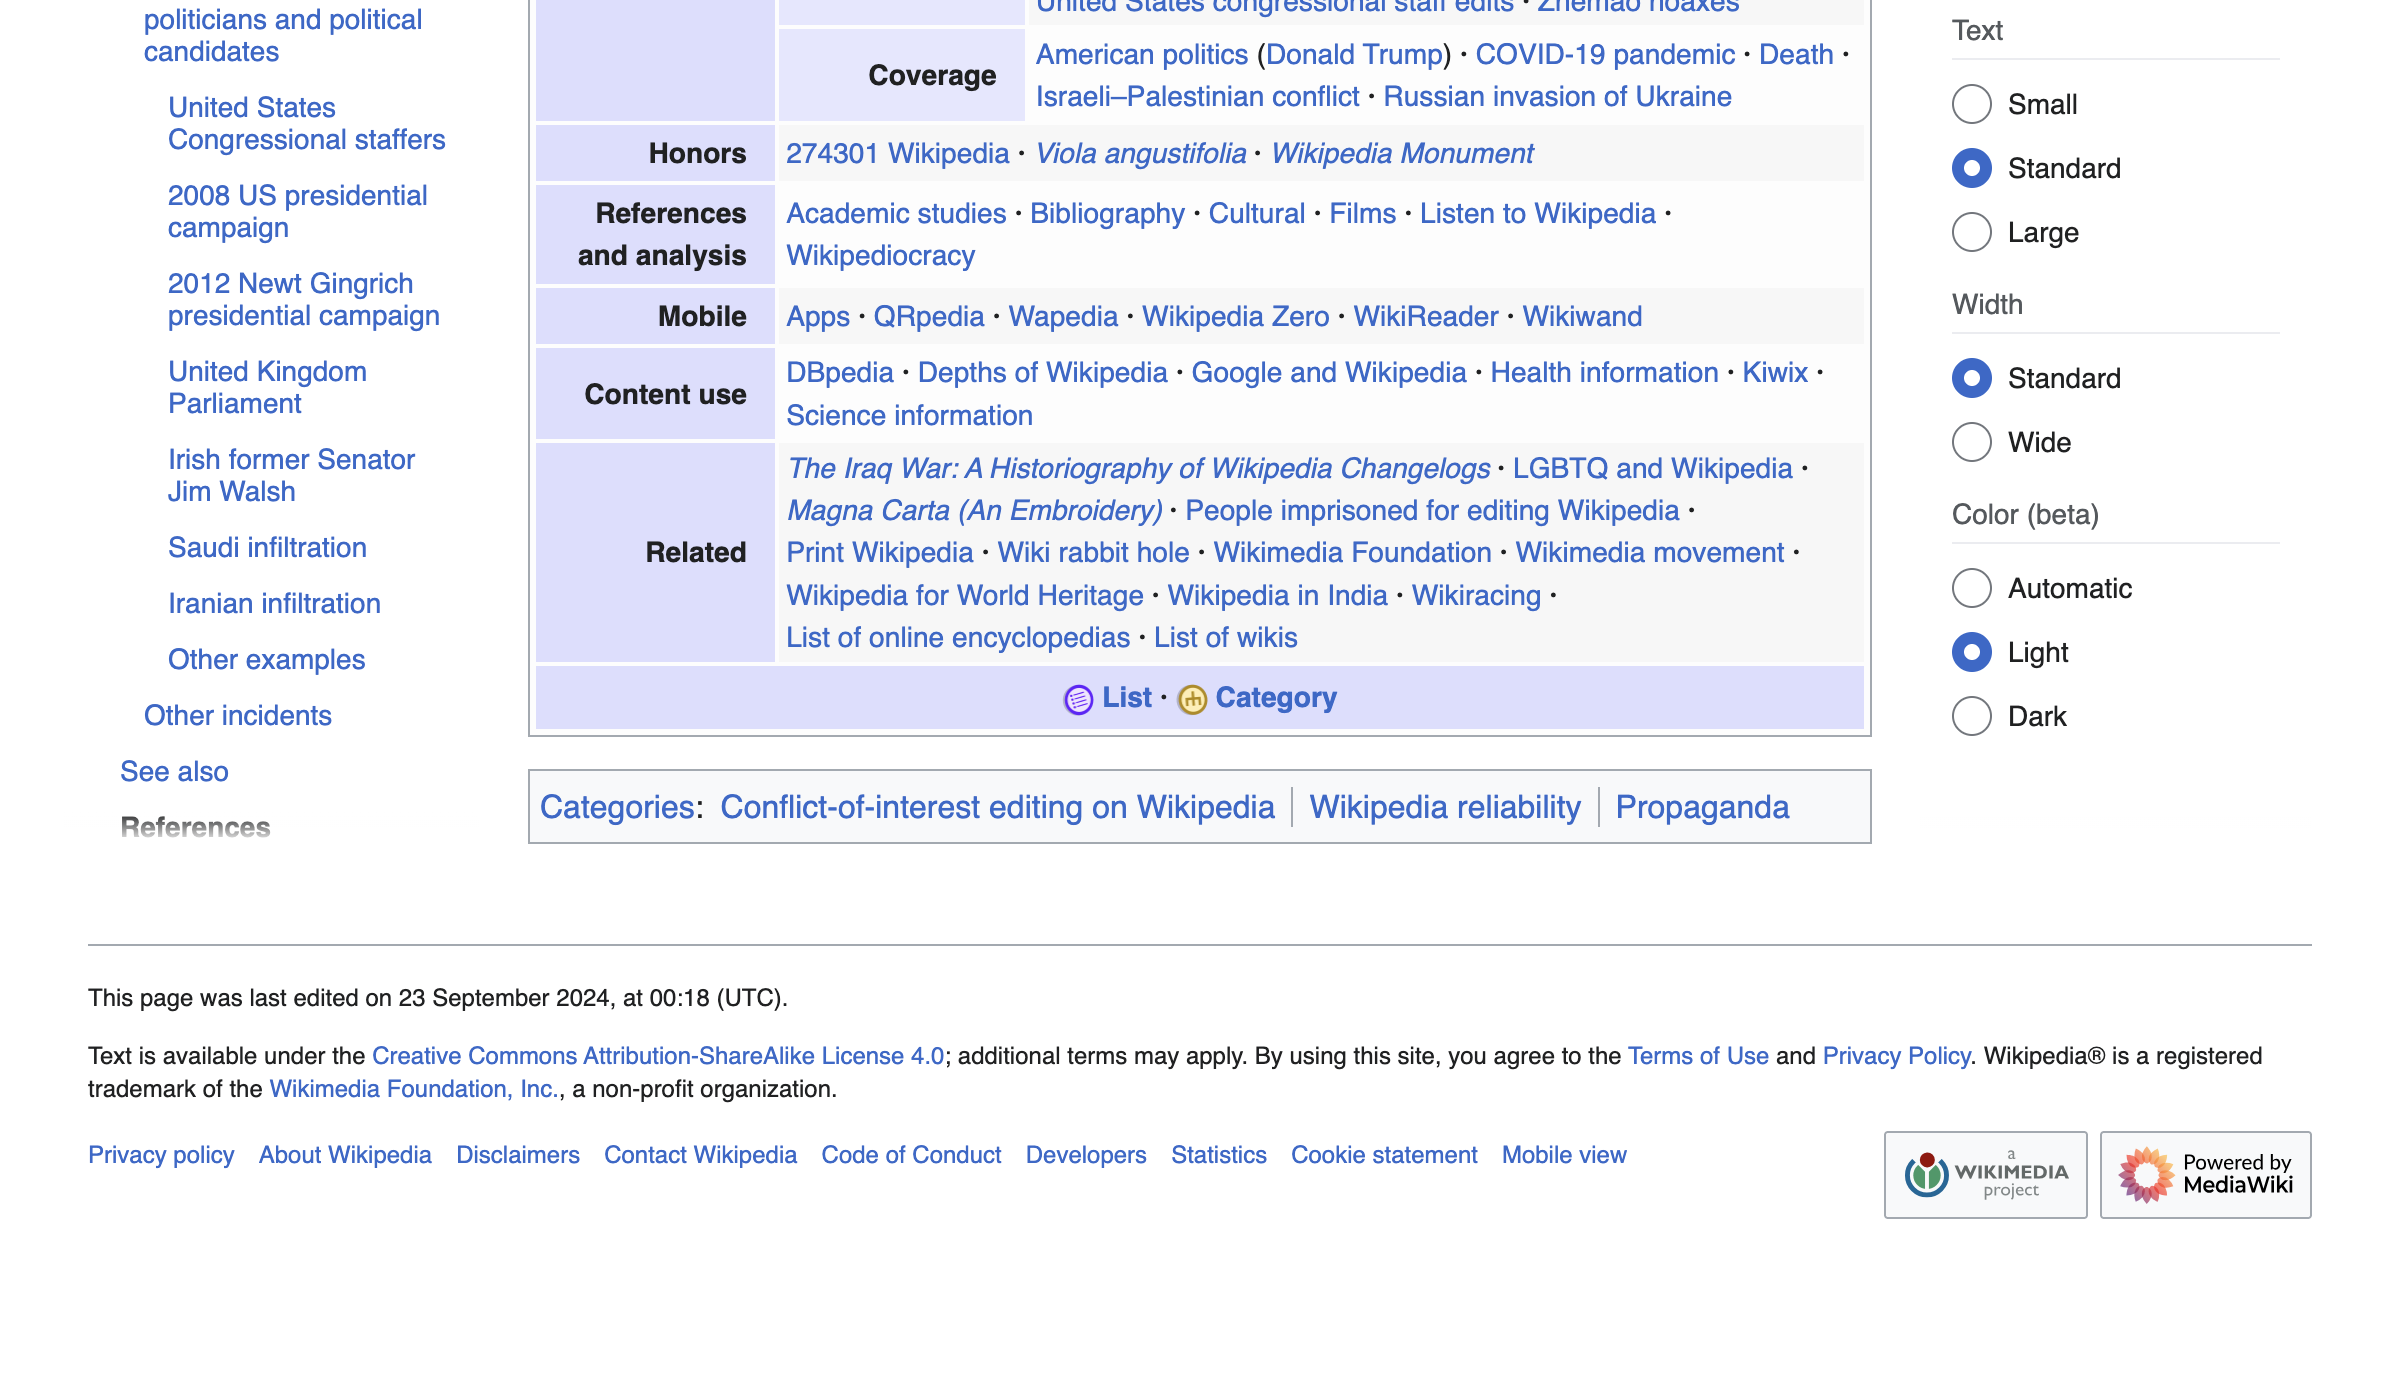 politicians and political
candidates
United States
Congressional staffers
2008 US presidential
campaign
2012 Newt Gingrich
presidential campaign
United Kingdom
Parliament
Irish former Senator
Jim Walsh
Saudi infiltration
Iranian infiltration
Other examples
Other incidents
See also
References
United States congressional staff edits · Zhemao hoaxes
Coverage
American politics (Donald Trump) · COVID-19 pandemic · Death ·
Israeli–Palestinian conflict · Russian invasion of Ukraine
Honors
274301 Wikipedia · Viola angustifolia · Wikipedia Monument
References
and analysis
Academic studies · Bibliography · Cultural · Films · Listen to Wikipedia ·
Wikipediocracy
Mobile
Apps · QRpedia · Wapedia · Wikipedia Zero · WikiReader · Wikiwand
Content use
DBpedia · Depths of Wikipedia · Google and Wikipedia · Health information · Kiwix ·
Science information
Related
The Iraq War: A Historiography of Wikipedia Changelogs · LGBTQ and Wikipedia ·
Magna Carta (An Embroidery) · People imprisoned for editing Wikipedia ·
Print Wikipedia · Wiki rabbit hole · Wikimedia Foundation · Wikimedia movement ·
Wikipedia for World Heritage · Wikipedia in India · Wikiracing ·
List of online encyclopedias · List of wikis
List · Category
Categories: Conflict-of-interest editing on Wikipedia | Wikipedia reliability | Propaganda
Text
Small
Standard
Large
Width
Standard
Wide
Color (beta)
Automatic
Light
Dark
This page was last edited on 23 September 2024, at 00:18 (UTC).
Text is available under the Creative Commons Attribution-ShareAlike License 4.0; additional terms may apply. By using this site, you agree to the Terms of Use and Privacy Policy. Wikipedia® is a registered
trademark of the Wikimedia Foundation, Inc., a non-profit organization.
Privacy policy About Wikipedia Disclaimers Contact Wikipedia Code of Conduct Developers Statistics Cookie statement Mobile view
a
WIKIMEDIA
project
Powered by
MediaWiki